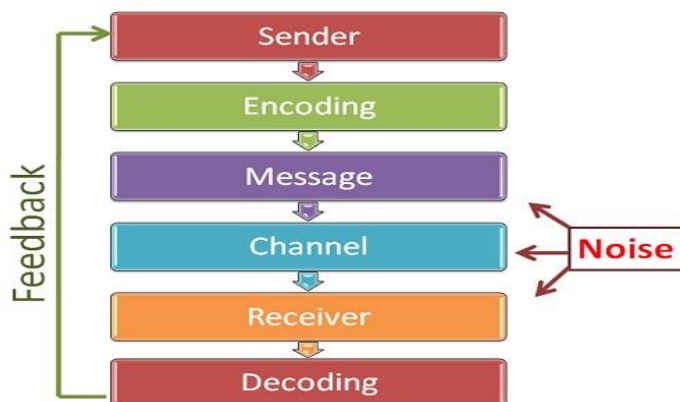 Sender
Encoding
Message
Channel
Noise
Receiver
Decoding
Feedback